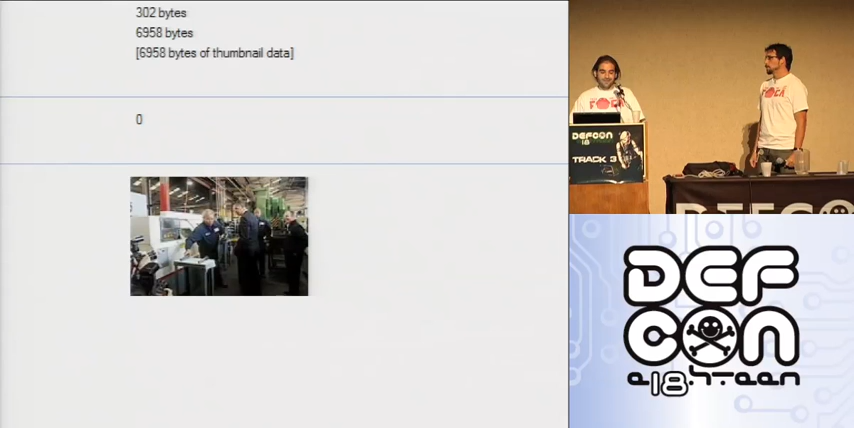 302 bytes
6958 bytes
[6958 bytes of thumbnail data]
0
FOCA
FOCA
DEFCON
18
TRACK 3
DEFCO
DEF
CON
e18hteen